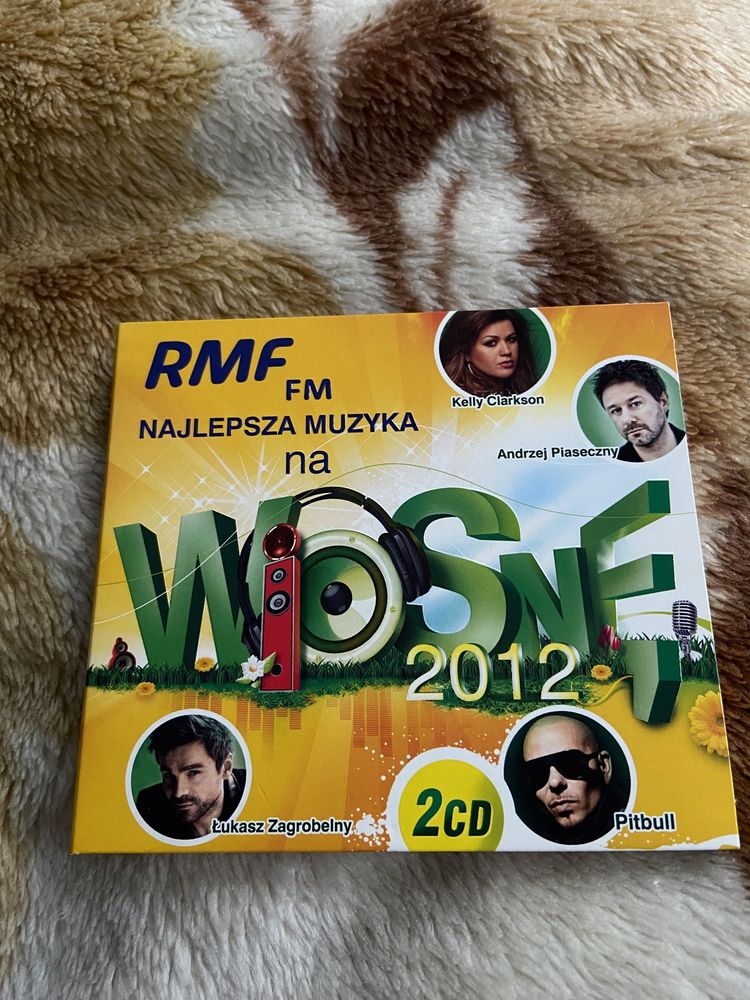 RMF
FM
NAJLEPSZA MUZYKA
na
WIOSNĘ
2012
Kelly Clarkson
Andrzej Piaseczny
Łukasz Zagrobelny
2CD
Pitbull